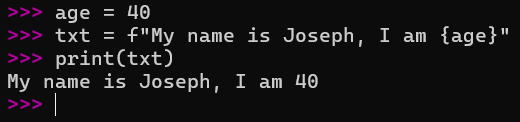 >>> age = 40
>>> txt = f"My name is Joseph, I am {age}"
>>> print(txt)
My name is Joseph, I am 40
>>>